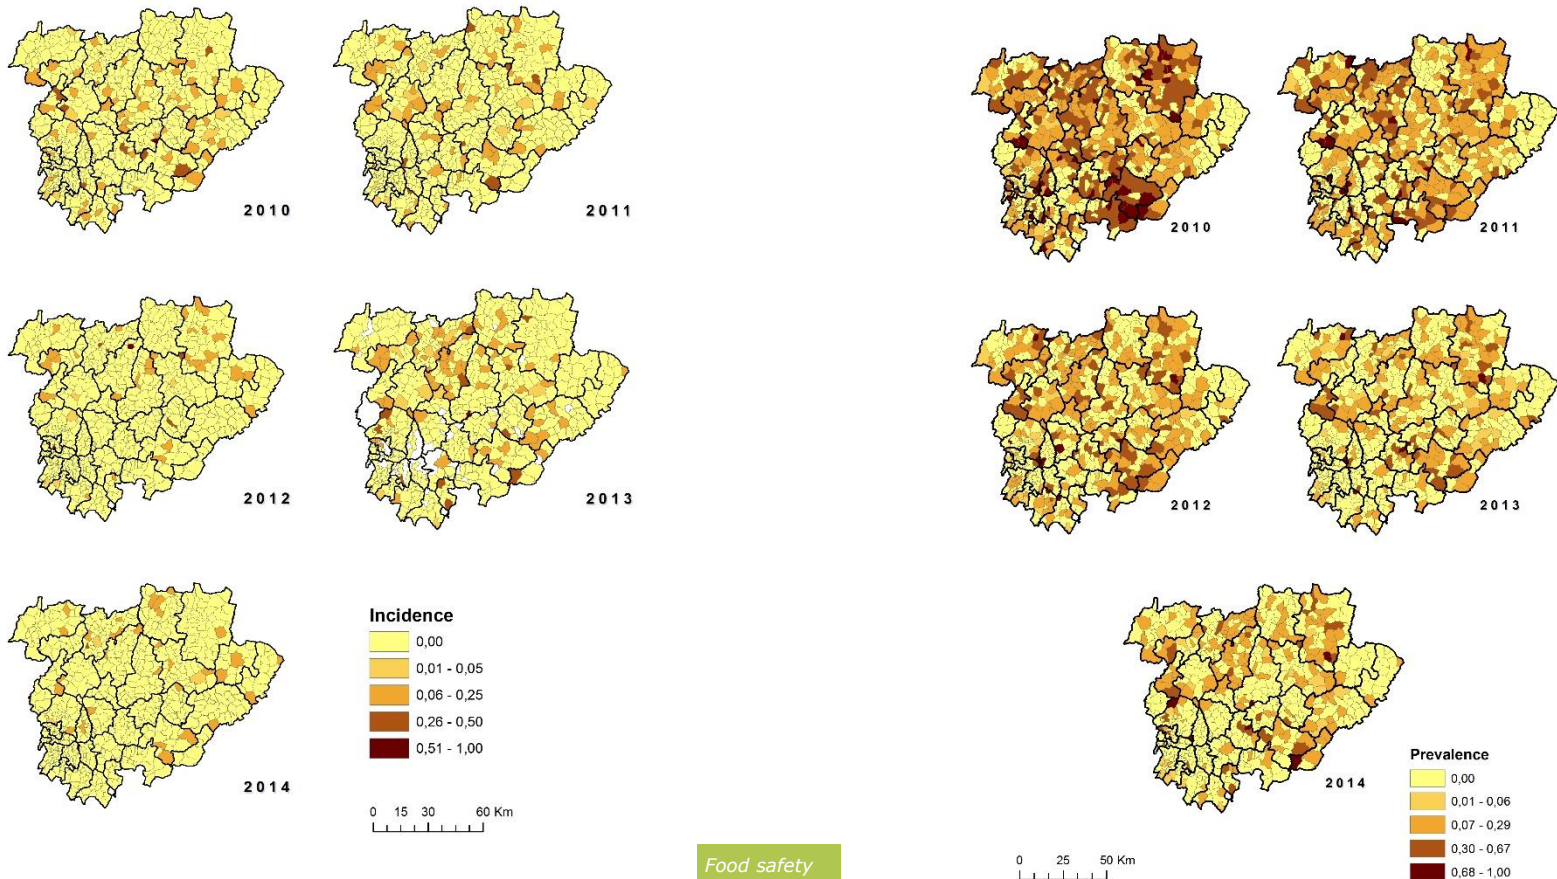 2010
2011
2012
2013
2014
Incidence
0,00
0,01 - 0,05
0,06 - 0,25
0,26 - 0,50
0,51 - 1,00
0 15 30 60 Km
Food safety
2010
2011
2012
2013
2014
Prevalence
0,00
0,01 - 0,06
0,07 - 0,29
0,30 - 0,67
0,68 - 1,00
0 25 50 Km